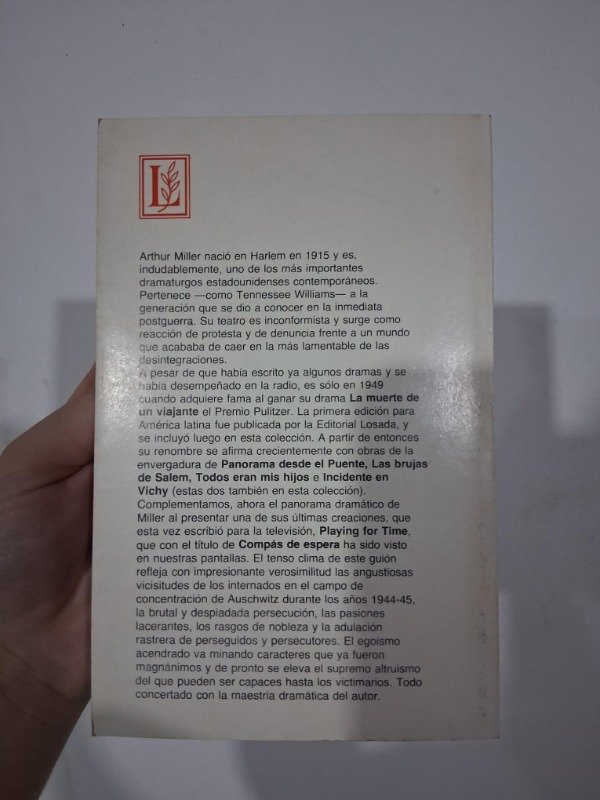 L
Arthur Miller nació en Harlem en 1915 y es,
indudablemente, uno de los más importantes
dramaturgos estadounidenses contemporáneos.
Pertenece —como Tennessee Williams— a la
generación que se dio a conocer en la inmediata
postguerra. Su teatro es inconformista y surge como
reacción de protesta y de denuncia frente a un mundo
que acababa de caer en la más lamentable de las
desintegraciones.
A pesar de que había escrito ya algunos dramas y se
había desempeñado en la radio, es sólo en 1949
cuando adquiere fama al ganar su drama La muerte de
un viajante el Premio Pulitzer. La primera edición para
América latina fue publicada por la Editorial Losada, y
se incluyó luego en esta colección. A partir de entonces
su renombre se afirma crecientemente con obras de la
envergadura de Panorama desde el Puente, Las brujas
de Salem, Todos eran mis hijos e Incidente en
Vichy (estas dos también en esta colección).
Complementamos, ahora el panorama dramático de
Miller al presentar una de sus últimas creaciones, que
esta vez escribió para la televisión, Playing for Time,
que con el título de Compás de espera ha sido visto
en nuestras pantallas. El tenso clima de este guión
refleja con impresionante verosimilitud las angustiosas
vicisitudes de los internados en el campo de
concentración de Auschwitz durante los años 1944-45,
la brutal y despiadada persecución, las pasiones
lacerantes, los rasgos de nobleza y la adulación
rastrera de perseguidos y persecutores. El egoísmo
acendrado va minando caracteres que ya fueron
magnánimos y de pronto se eleva el supremo altruismo
del que pueden ser capaces hasta los victimarios. Todo
concertado con la maestría dramática del autor.